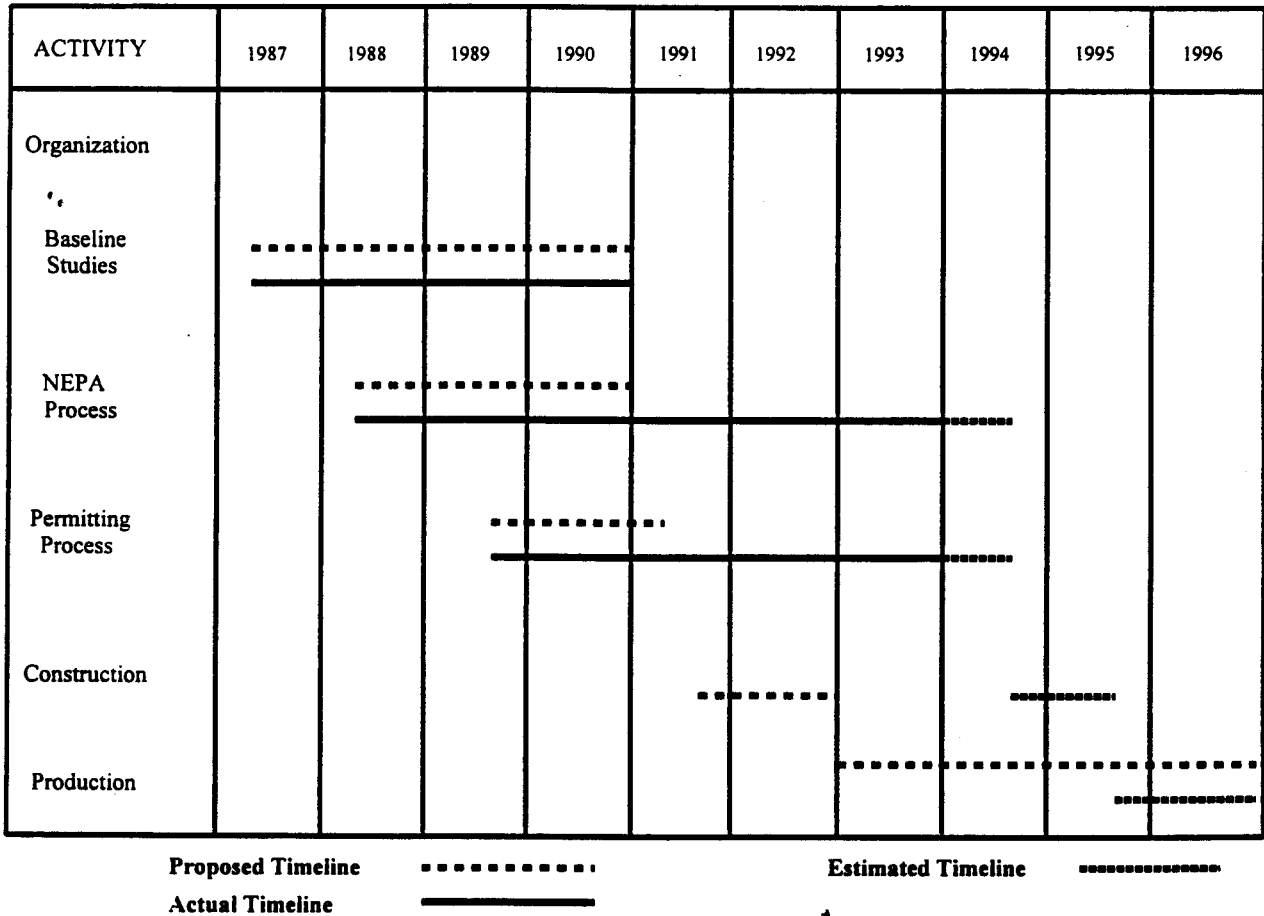 ACTIVITY 1987 1988 1989 1990 1991 1992 1993 1994 1995 1996
Organization
Baseline
Studies
NEPA
Process
Permitting
Process
Construction
Production
Proposed Timeline
Estimated Timeline
Actual Timeline